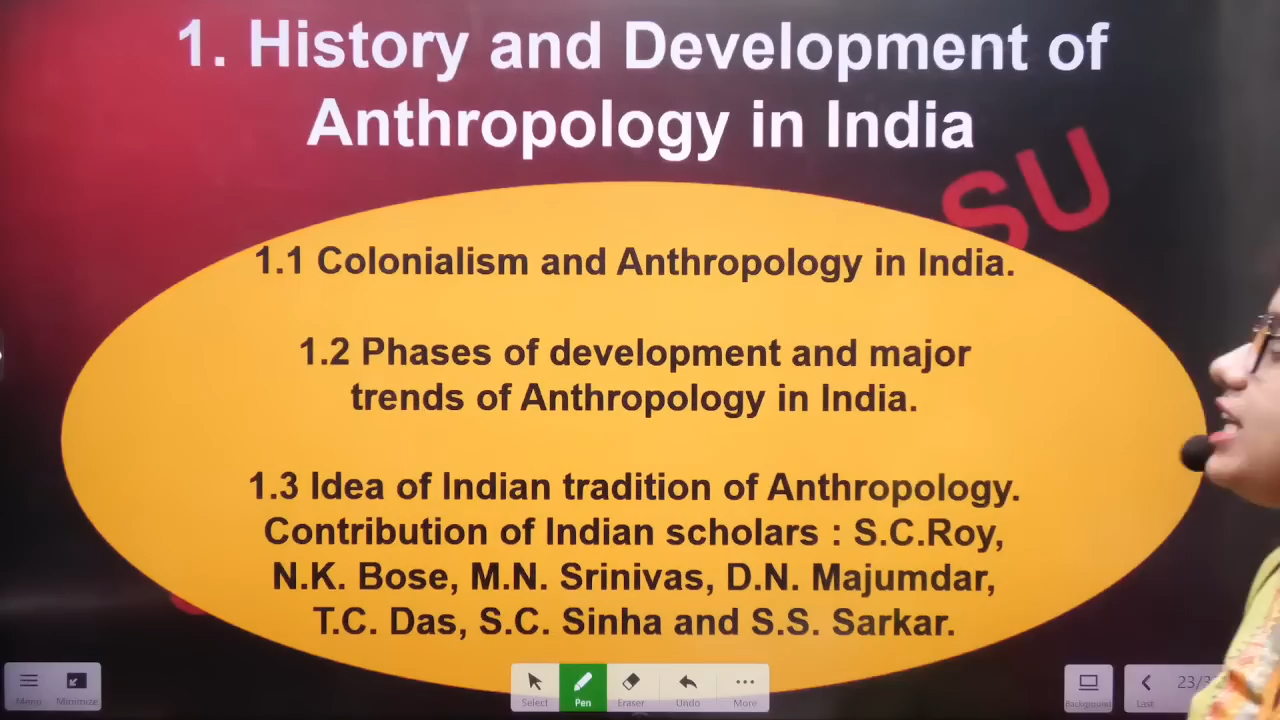 1. History and Development of
Anthropology in India
SU
1.1 Colonialism and Anthropology in India.
1.2 Phases of development and major
trends of Anthropology in India.
1.3 Idea of Indian tradition of Anthropology.
Contribution of Indian scholars : S.C.Roy,
N.K. Bose, M.N. Srinivas, D.N. Majumdar,
T.C. Das, S.C. Sinha and S.S. Sarkar.
Menu Minimize Select Pen Eraser Undo More Background Last